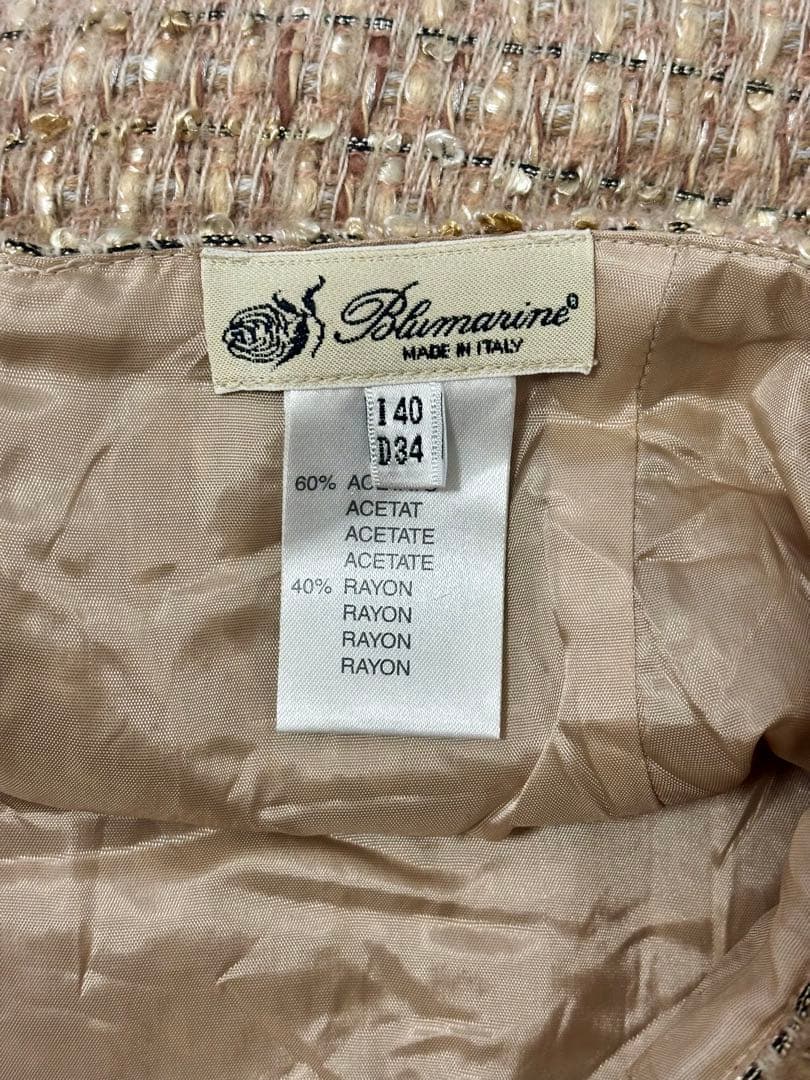 Blumarine®
MADE IN ITALY
I 40
D34
60%
ACETAT
ACETATE
ACETATE
40% RAYON
RAYON
RAYON
RAYON